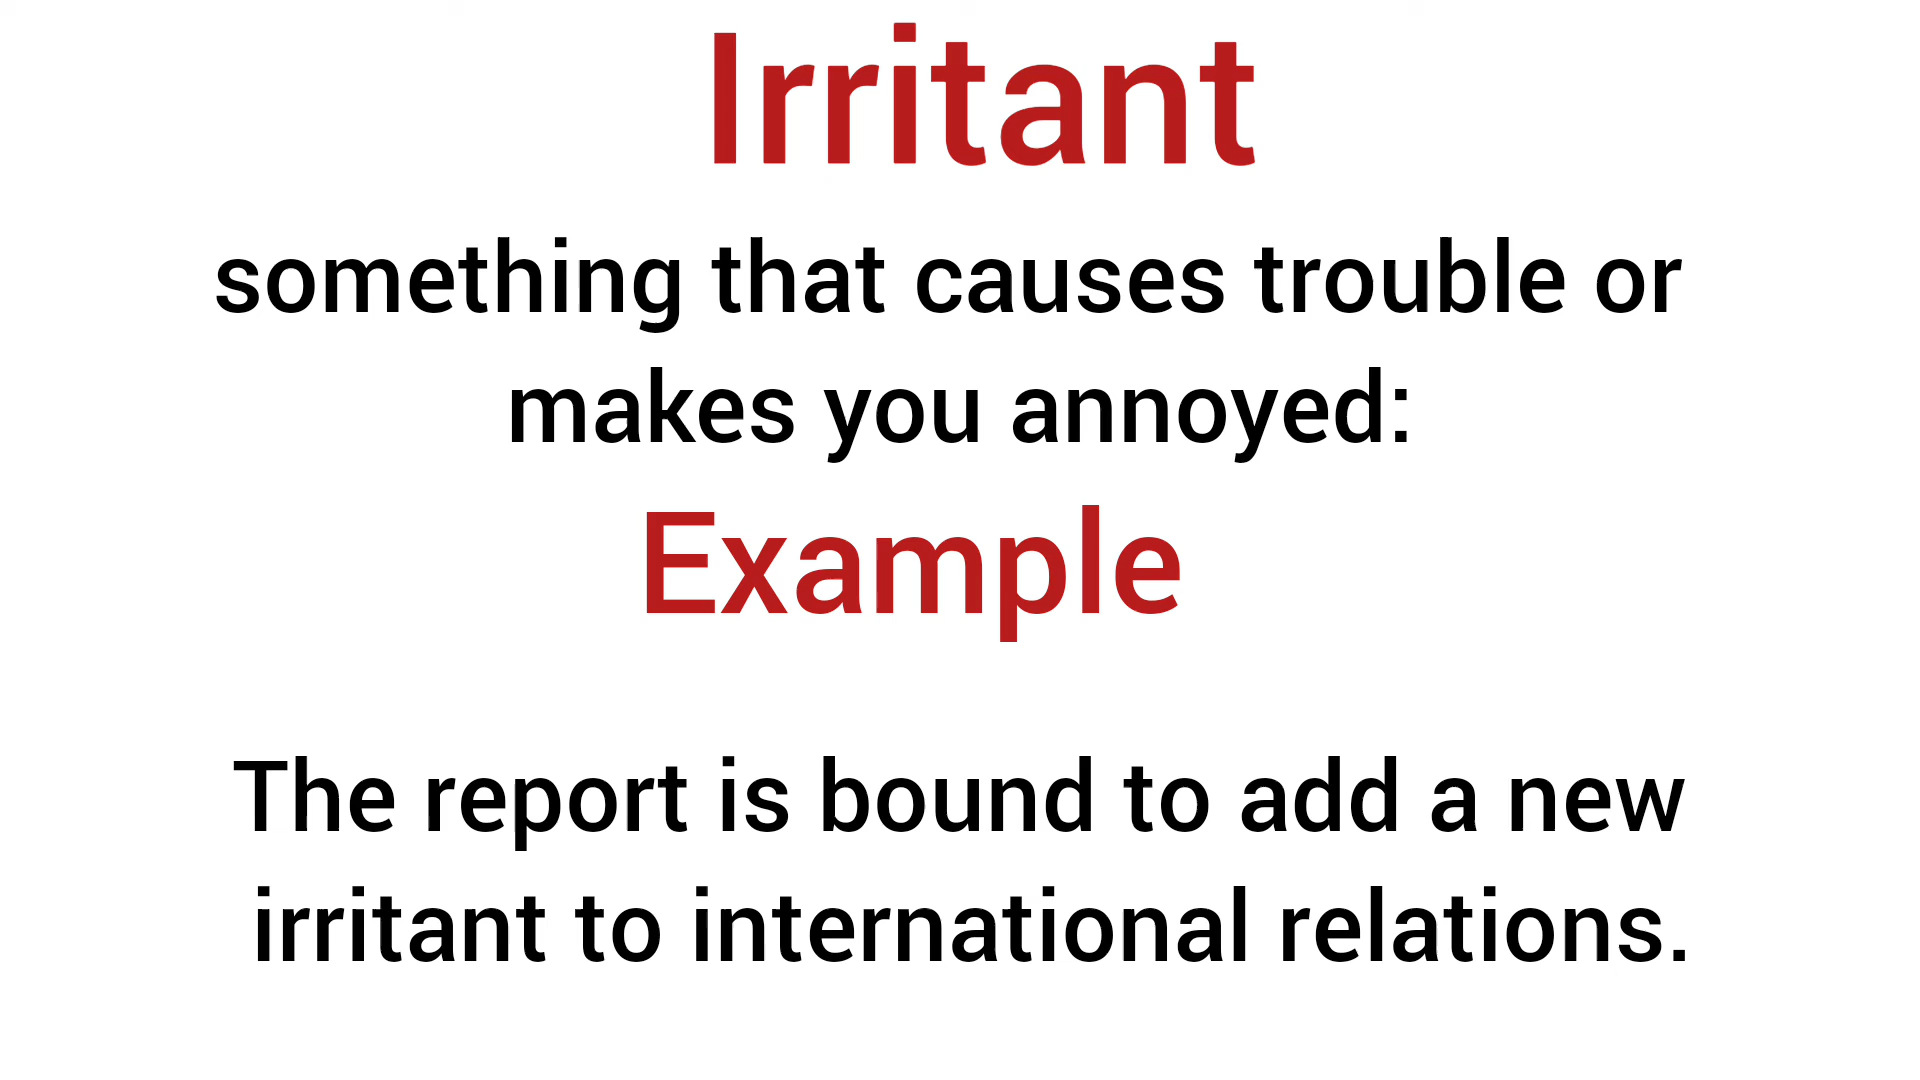 Irritant
something that causes trouble or
makes you annoyed:
Example
The report is bound to add a new
irritant to international relations.